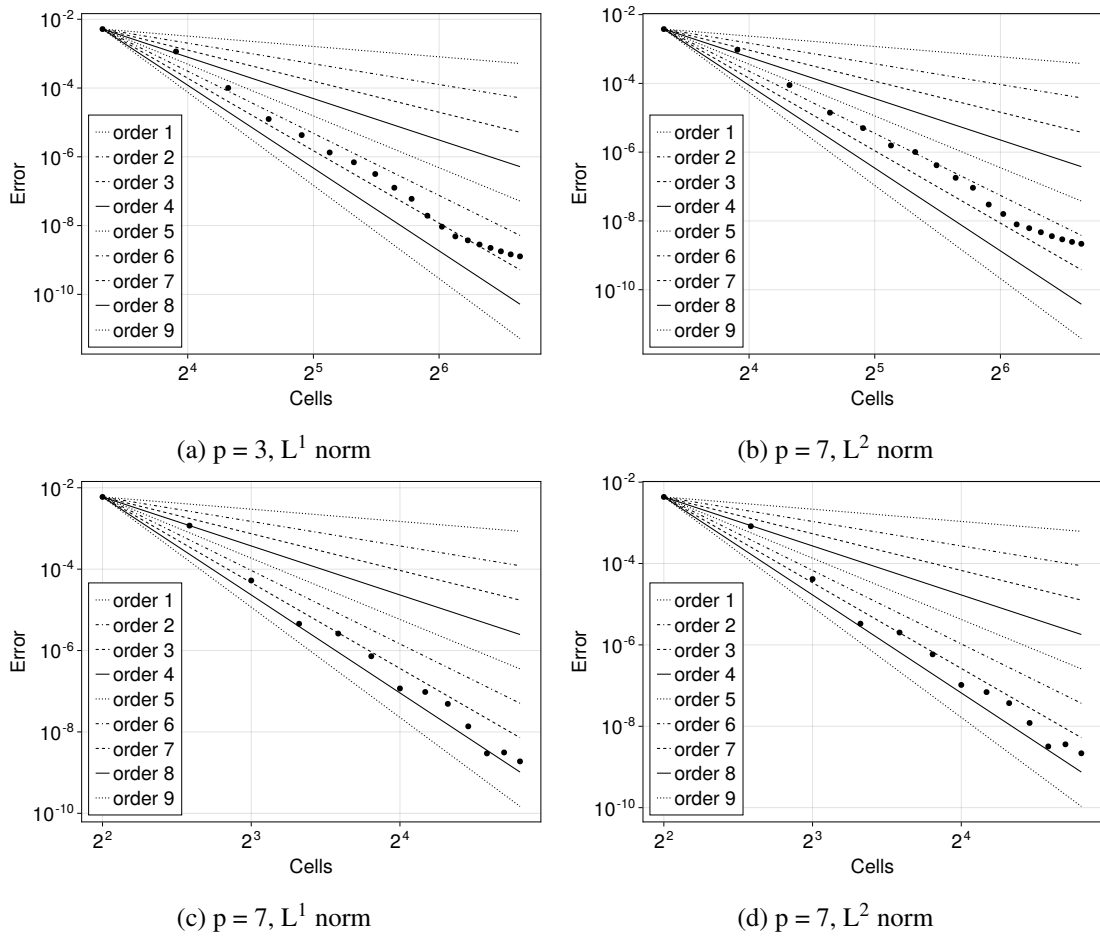 10^-2
10^-4
10^-6
10^-8
10^-10
Error
order 1
order 2
order 3
order 4
order 5
order 6
order 7
order 8
order 9
2^4
2^5
2^6
Cells
(a) p = 3, L^1 norm
10^-2
10^-4
10^-6
10^-8
10^-10
Error
order 1
order 2
order 3
order 4
order 5
order 6
order 7
order 8
order 9
2^4
2^5
2^6
Cells
(b) p = 7, L^2 norm
10^-2
10^-4
10^-6
10^-8
10^-10
Error
order 1
order 2
order 3
order 4
order 5
order 6
order 7
order 8
order 9
2^2
2^3
2^4
Cells
(c) p = 7, L^1 norm
10^-2
10^-4
10^-6
10^-8
10^-10
Error
order 1
order 2
order 3
order 4
order 5
order 6
order 7
order 8
order 9
2^2
2^3
2^4
Cells
(d) p = 7, L^2 norm